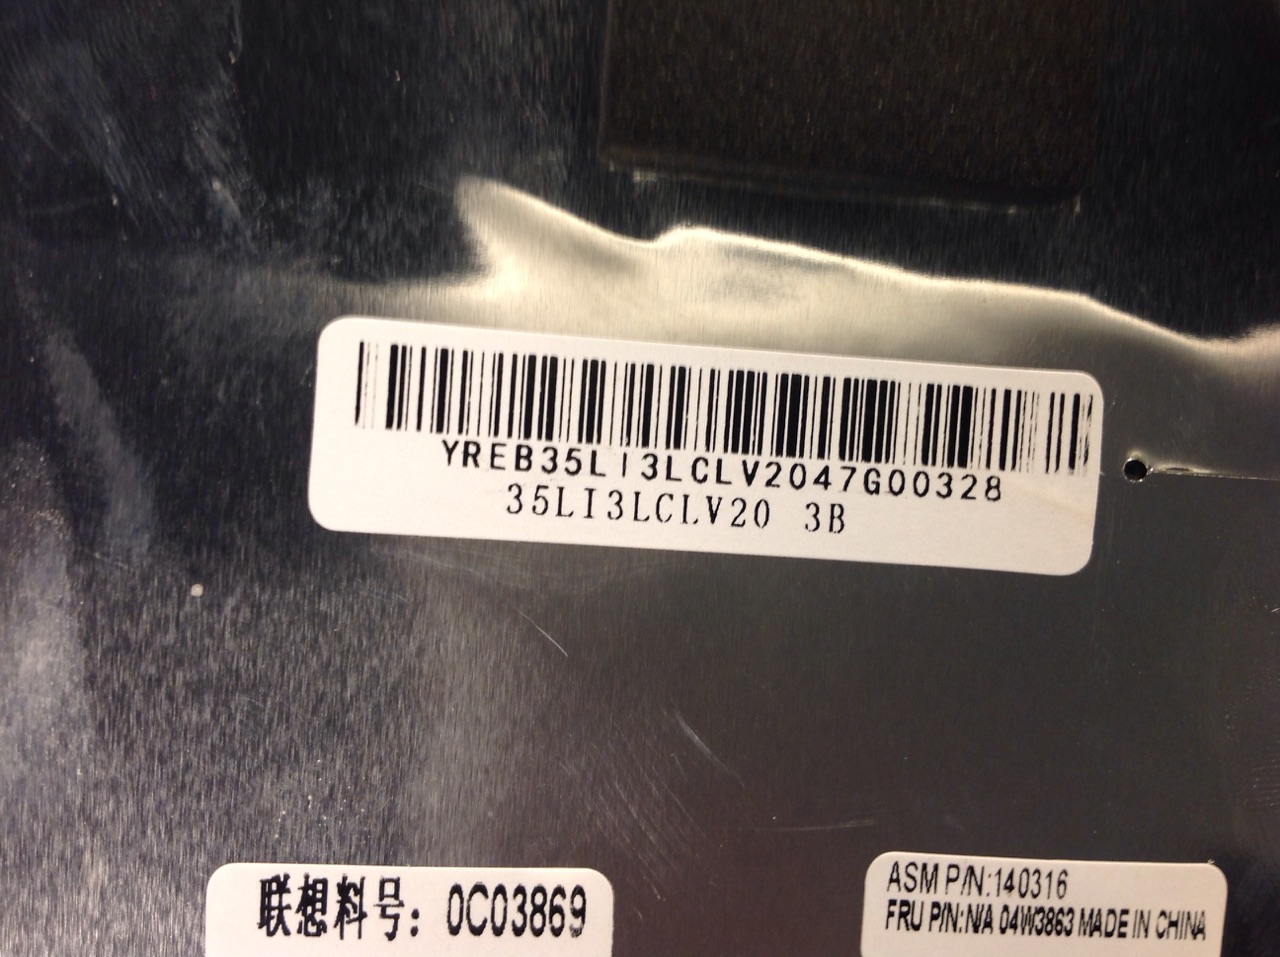 YREB35LI3LCLV2047G00328
35LI3LCLV20 3B
联想料号: 0C03869
ASM P/N:140316
FRU P/N:N/A 04W3863 MADE IN CHINA